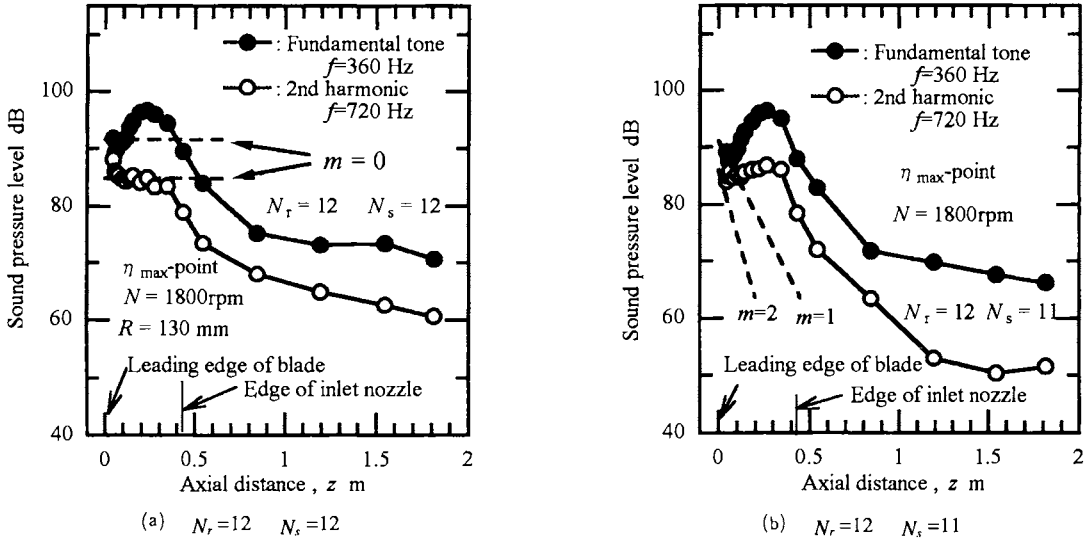 (a)
: Fundamental tone
f=360 Hz
: 2nd harmonic
f=720 Hz
m = 0
N_r = 12 N_s = 12
η max-point
N = 1800rpm
R = 130 mm
Leading edge of blade
Edge of inlet nozzle
Sound pressure level dB
100
80
60
40
0 0.5 1 1.5 2
Axial distance , z m
(a) N_r =12 N_s =12
: Fundamental tone
f=360 Hz
: 2nd harmonic
f=720 Hz
η max-point
N = 1800rpm
m=2 m=1
N_r = 12 N_s = 11
Leading edge of blade
Edge of inlet nozzle
Sound pressure level dB
100
80
60
40
0 0.5 1 1.5 2
Axial distance , z m
(b) N_r =12 N_s =11